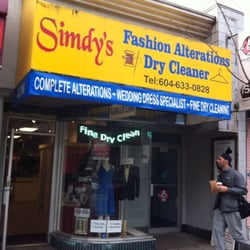 Simdy's
Fashion Alterations
Dry Cleaner
Tel:604-633-0828
COMPLETE ALTERATIONS~WEDDING DRESS SPECIALIST~FINE DRY CLEANING
Fine Dry Clean